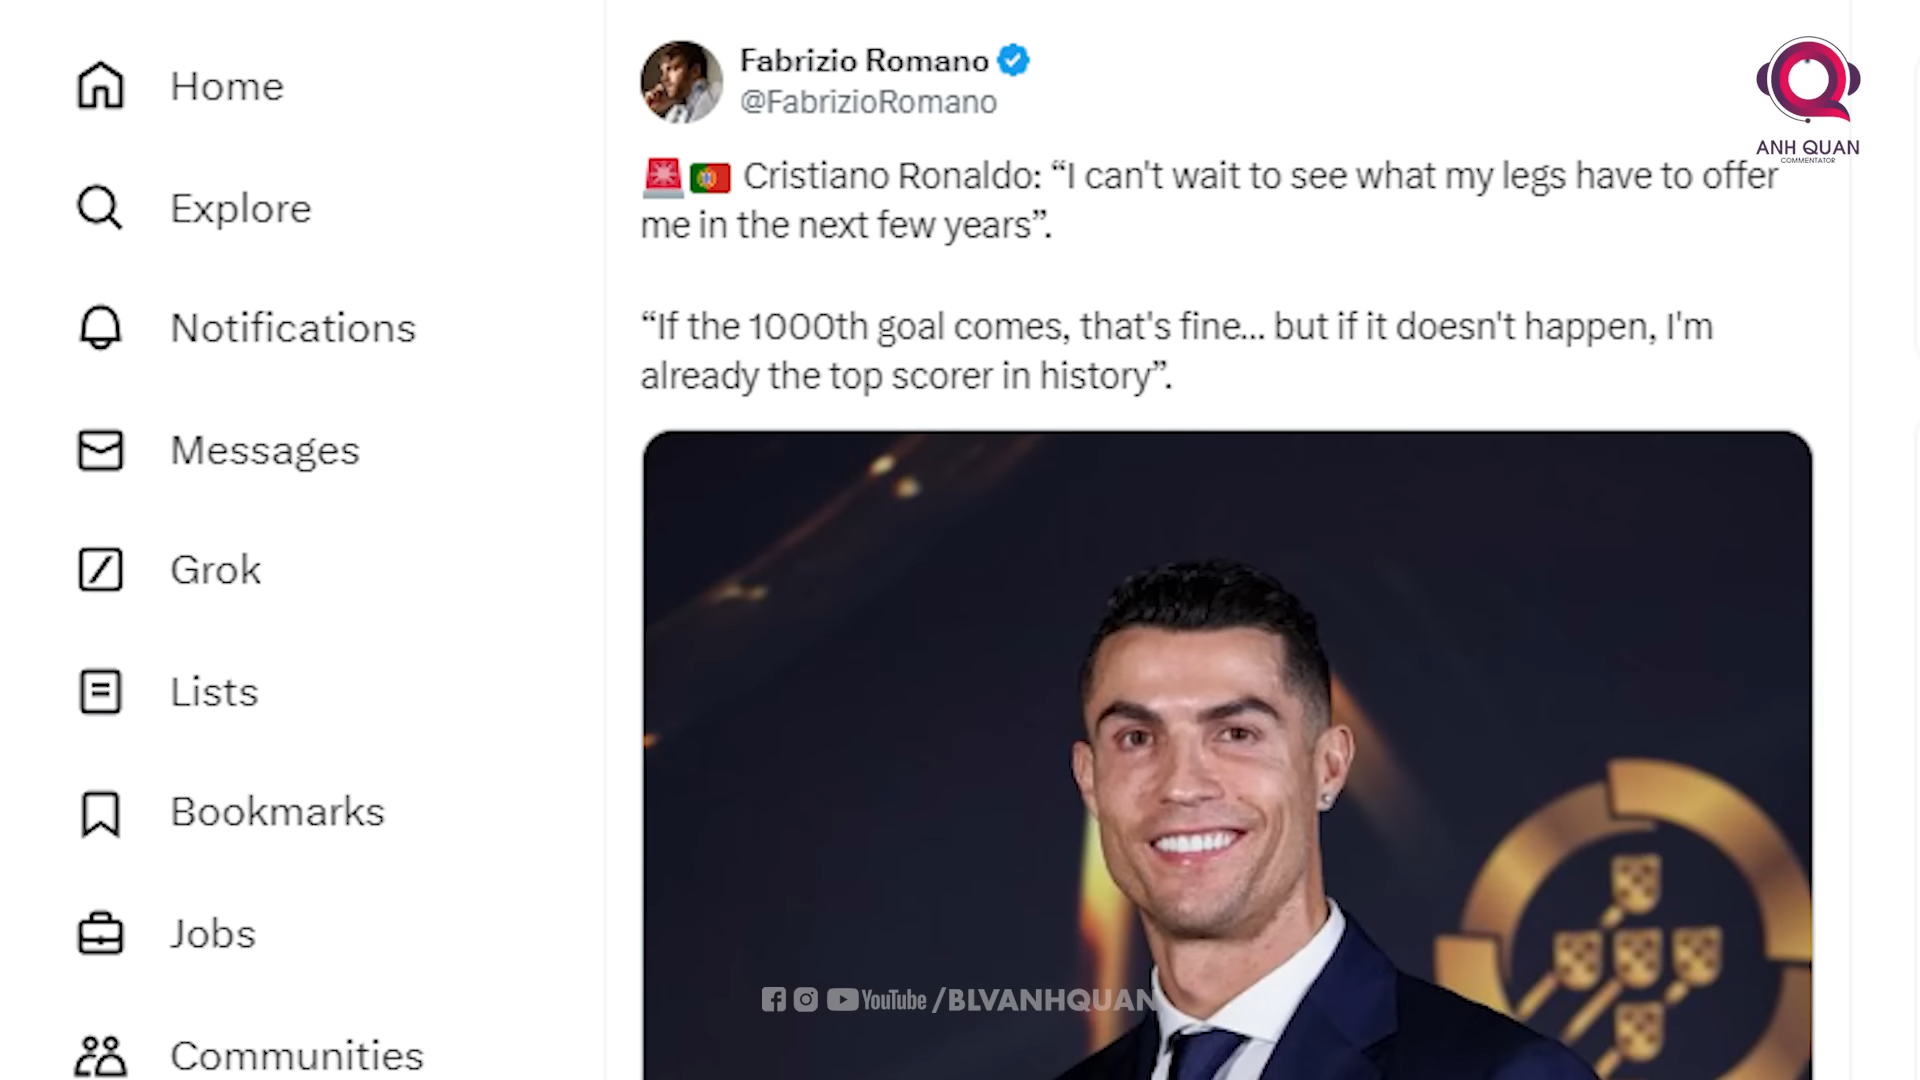 Home
Explore
Notifications
Messages
Grok
Lists
Bookmarks
Jobs
Communities
Fabrizio Romano
@FabrizioRomano
🚨🇵🇹 Cristiano Ronaldo: “I can't wait to see what my legs have to offer
me in the next few years”.
“If the 1000th goal comes, that's fine... but if it doesn't happen, I'm
already the top scorer in history”.
ANH QUAN
COMMENTATOR
YouTube /BLVANHQUAN